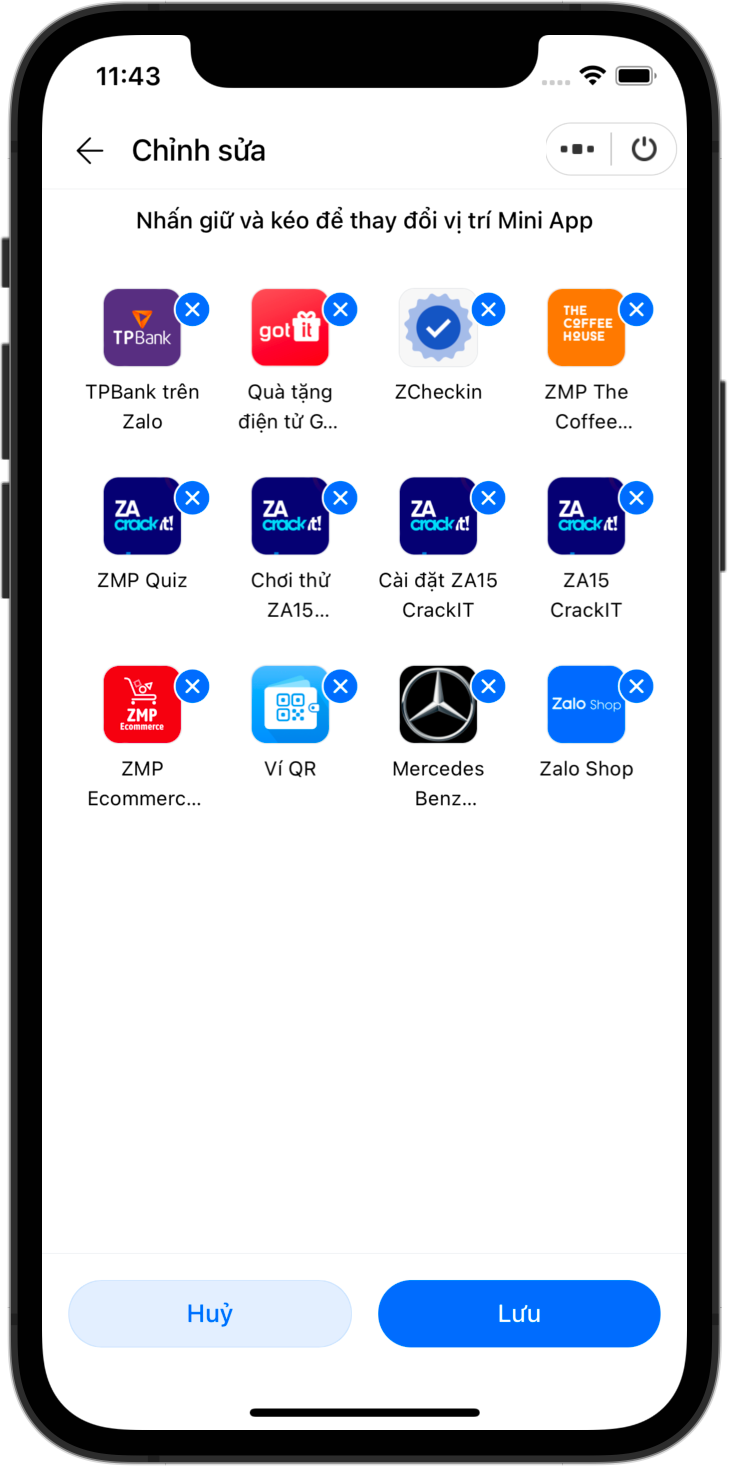 11:43
Chỉnh sửa
Nhấn giữ và kéo để thay đổi vị trí Mini App
TPBank
got it
THE
COFFEE
HOUSE
TPBank trên
Zalo
Quà tặng
điện tử G...
ZCheckin
ZMP The
Coffee...
ZA
crack it!
ZA
crack it!
ZA
crack it!
ZA
crack it!
ZMP Quiz
Chơi thử
ZA15...
Cài đặt ZA15
CrackIT
ZA15
CrackIT
ZMP
Ecommerce
Zalo Shop
ZMP
Ecommerc...
Ví QR
Mercedes
Benz...
Zalo Shop
Huỷ
Lưu